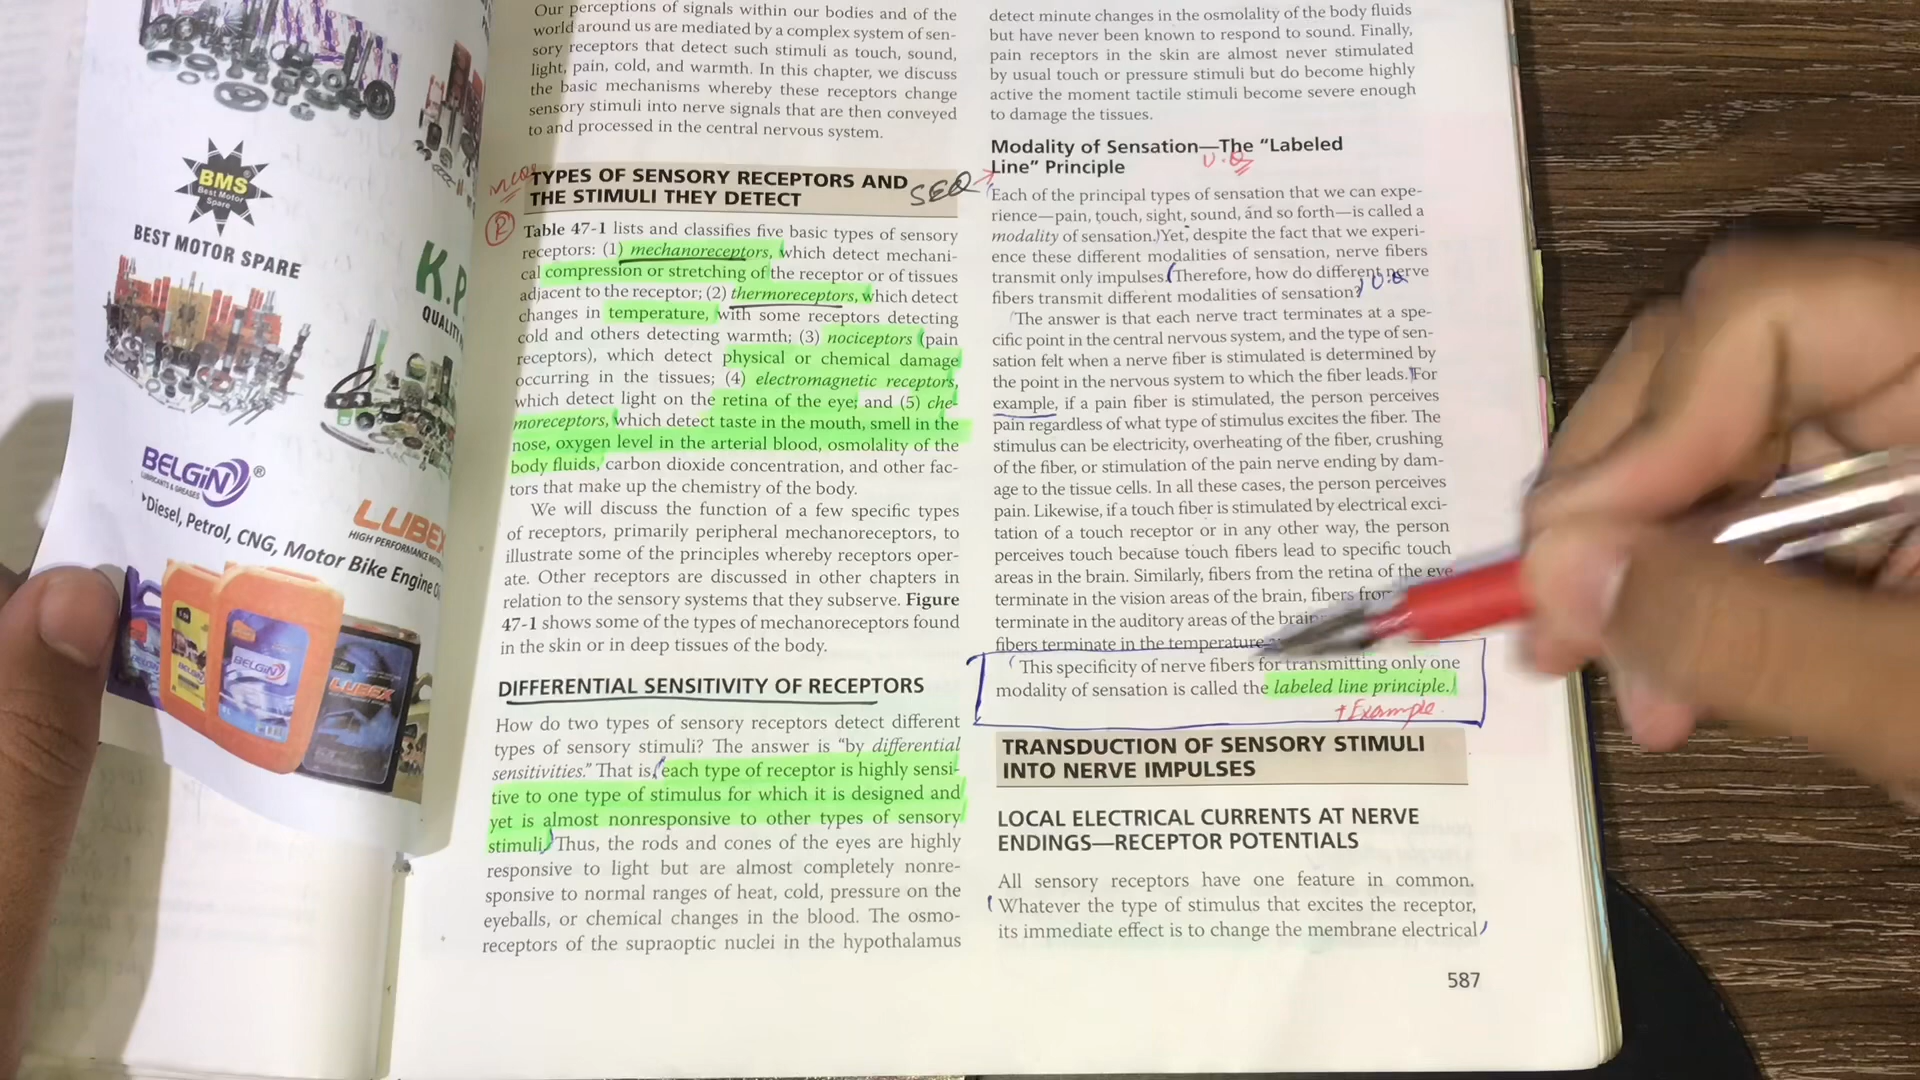 BMS
Best Motor
Spare
BEST MOTOR SPARE
K.P
QUALIT
BELGiN ®
LUBRICANTS & GREASES
Diesel, Petrol, CNG, Motor Bike Engine O
LUBEX
HIGH PERFORMANCE MOTOR
BELGiN
LUBEX
Our perceptions of signals within our bodies and of the
world around us are mediated by a complex system of sen-
sory receptors that detect such stimuli as touch, sound,
light, pain, cold, and warmth. In this chapter, we discuss
the basic mechanisms whereby these receptors change
sensory stimuli into nerve signals that are then conveyed
to and processed in the central nervous system.
MCQ
TYPES OF SENSORY RECEPTORS AND
THE STIMULI THEY DETECT
SEQ
R
Table 47-1 lists and classifies five basic types of sensory
receptors: (1) mechanoreceptors, which detect mechani-
cal compression or stretching of the receptor or of tissues
adjacent to the receptor; (2) thermoreceptors, which detect
changes in temperature, with some receptors detecting
cold and others detecting warmth; (3) nociceptors (pain
receptors), which detect physical or chemical damage
occurring in the tissues; (4) electromagnetic receptors,
which detect light on the retina of the eye; and (5) che-
moreceptors, which detect taste in the mouth, smell in the
nose, oxygen level in the arterial blood, osmolality of the
body fluids, carbon dioxide concentration, and other fac-
tors that make up the chemistry of the body.
We will discuss the function of a few specific types
of receptors, primarily peripheral mechanoreceptors, to
illustrate some of the principles whereby receptors oper-
ate. Other receptors are discussed in other chapters in
relation to the sensory systems that they subserve. Figure
47-1 shows some of the types of mechanoreceptors found
in the skin or in deep tissues of the body.
DIFFERENTIAL SENSITIVITY OF RECEPTORS
How do two types of sensory receptors detect different
types of sensory stimuli? The answer is “by differential
sensitivities.” That is, each type of receptor is highly sensi-
tive to one type of stimulus for which it is designed and
yet is almost nonresponsive to other types of sensory
stimuli. Thus, the rods and cones of the eyes are highly
responsive to light but are almost completely nonre-
sponsive to normal ranges of heat, cold, pressure on the
eyeballs, or chemical changes in the blood. The osmo-
receptors of the supraoptic nuclei in the hypothalamus
detect minute changes in the osmolality of the body fluids
but have never been known to respond to sound. Finally,
pain receptors in the skin are almost never stimulated
by usual touch or pressure stimuli but do become highly
active the moment tactile stimuli become severe enough
to damage the tissues.
Modality of Sensation—The “Labeled
Line” Principle
U.Q
Each of the principal types of sensation that we can expe-
rience—pain, touch, sight, sound, and so forth—is called a
modality of sensation. Yet, despite the fact that we experi-
ence these different modalities of sensation, nerve fibers
transmit only impulses. Therefore, how do different nerve
fibers transmit different modalities of sensation? U.Q
The answer is that each nerve tract terminates at a spe-
cific point in the central nervous system, and the type of sen-
sation felt when a nerve fiber is stimulated is determined by
the point in the nervous system to which the fiber leads. For
example, if a pain fiber is stimulated, the person perceives
pain regardless of what type of stimulus excites the fiber. The
stimulus can be electricity, overheating of the fiber, crushing
of the fiber, or stimulation of the pain nerve ending by dam-
age to the tissue cells. In all these cases, the person perceives
pain. Likewise, if a touch fiber is stimulated by electrical exci-
tation of a touch receptor or in any other way, the person
perceives touch because touch fibers lead to specific touch
areas in the brain. Similarly, fibers from the retina of the eye
terminate in the vision areas of the brain, fibers from
terminate in the auditory areas of the brain
fibers terminate in the temperature
This specificity of nerve fibers for transmitting only one
modality of sensation is called the labeled line principle.
+ Example
TRANSDUCTION OF SENSORY STIMULI
INTO NERVE IMPULSES
LOCAL ELECTRICAL CURRENTS AT NERVE
ENDINGS—RECEPTOR POTENTIALS
All sensory receptors have one feature in common.
Whatever the type of stimulus that excites the receptor,
its immediate effect is to change the membrane electrical
587